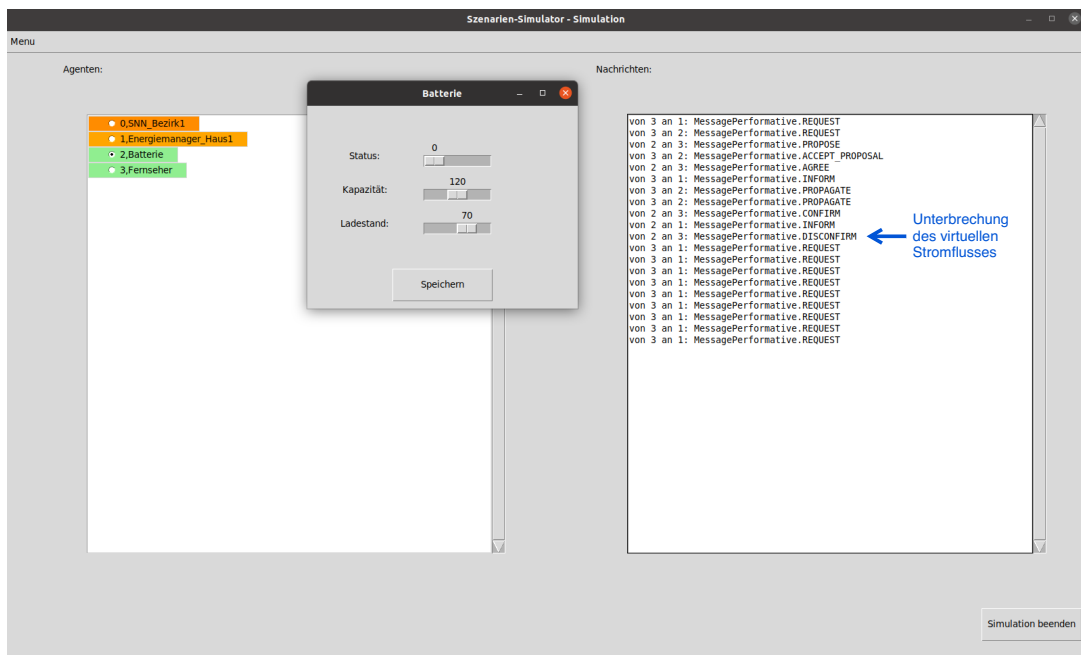 Szenarien-Simulator - Simulation
Menu
Agenten:
Nachrichten:
0,SNN_Bezirk1
1,Energiemanager_Haus1
2,Batterie
3,Fernseher
Batterie
Status:
0
Kapazität:
120
Ladestand:
70
Speichern
von 3 an 1: MessagePerformative.REQUEST
von 3 an 2: MessagePerformative.REQUEST
von 2 an 3: MessagePerformative.PROPOSE
von 3 an 2: MessagePerformative.ACCEPT_PROPOSAL
von 2 an 3: MessagePerformative.AGREE
von 3 an 1: MessagePerformative.INFORM
von 3 an 2: MessagePerformative.PROPAGATE
von 3 an 2: MessagePerformative.PROPAGATE
von 2 an 3: MessagePerformative.CONFIRM
von 2 an 1: MessagePerformative.INFORM
von 2 an 3: MessagePerformative.DISCONFIRM
von 3 an 1: MessagePerformative.REQUEST
von 3 an 1: MessagePerformative.REQUEST
von 3 an 1: MessagePerformative.REQUEST
von 3 an 1: MessagePerformative.REQUEST
von 3 an 1: MessagePerformative.REQUEST
von 3 an 1: MessagePerformative.REQUEST
von 3 an 1: MessagePerformative.REQUEST
von 3 an 1: MessagePerformative.REQUEST
von 3 an 1: MessagePerformative.REQUEST
Unterbrechung
des virtuellen
Stromflusses
Simulation beenden